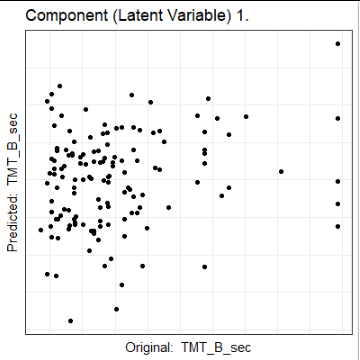 Component (Latent Variable) 1.
Predicted: TMT_B_sec
Original: TMT_B_sec